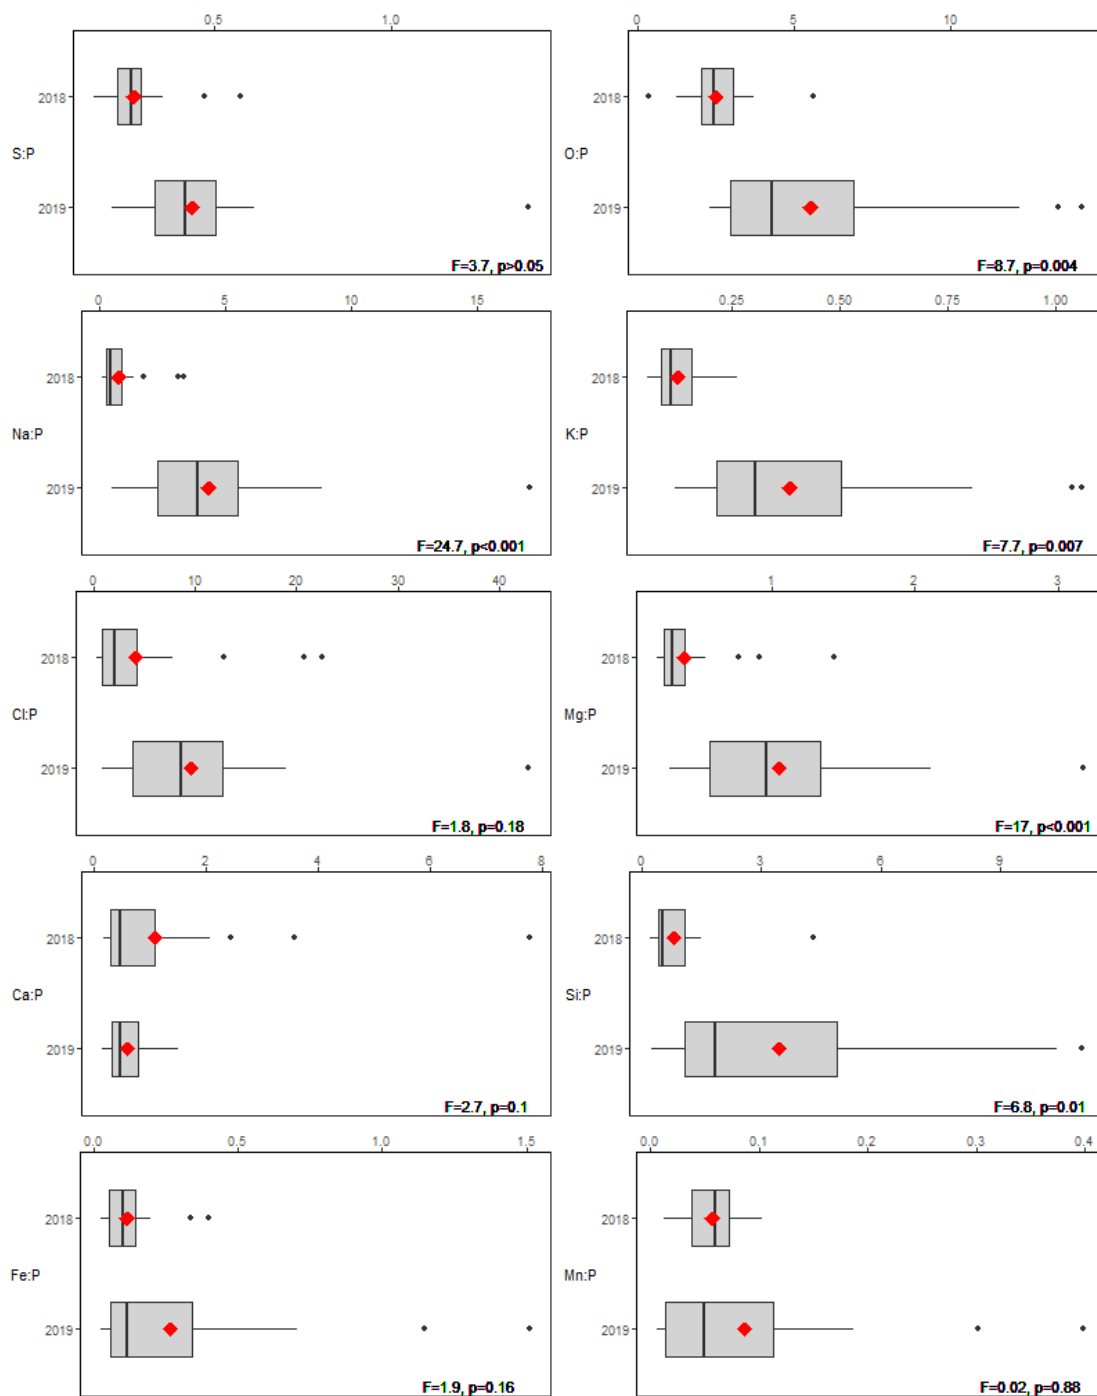 0.5 1.0
2018
S:P
2019
F=3.7, p>0.05
0 5 10
2018
O:P
2019
F=8.7, p=0.004
0 5 10 15
2018
Na:P
2019
F=24.7, p<0.001
0.25 0.50 0.75 1.00
2018
K:P
2019
F=7.7, p=0.007
0 10 20 30 40
2018
Cl:P
2019
F=1.8, p=0.18
1 2 3
2018
Mg:P
2019
F=17, p<0.001
0 2 4 6 8
2018
Ca:P
2019
F=2.7, p=0.1
0 3 6 9
2018
Si:P
2019
F=6.8, p=0.01
0.0 0.5 1.0 1.5
2018
Fe:P
2019
F=1.9, p=0.16
0.0 0.1 0.2 0.3 0.4
2018
Mn:P
2019
F=0.02, p=0.88